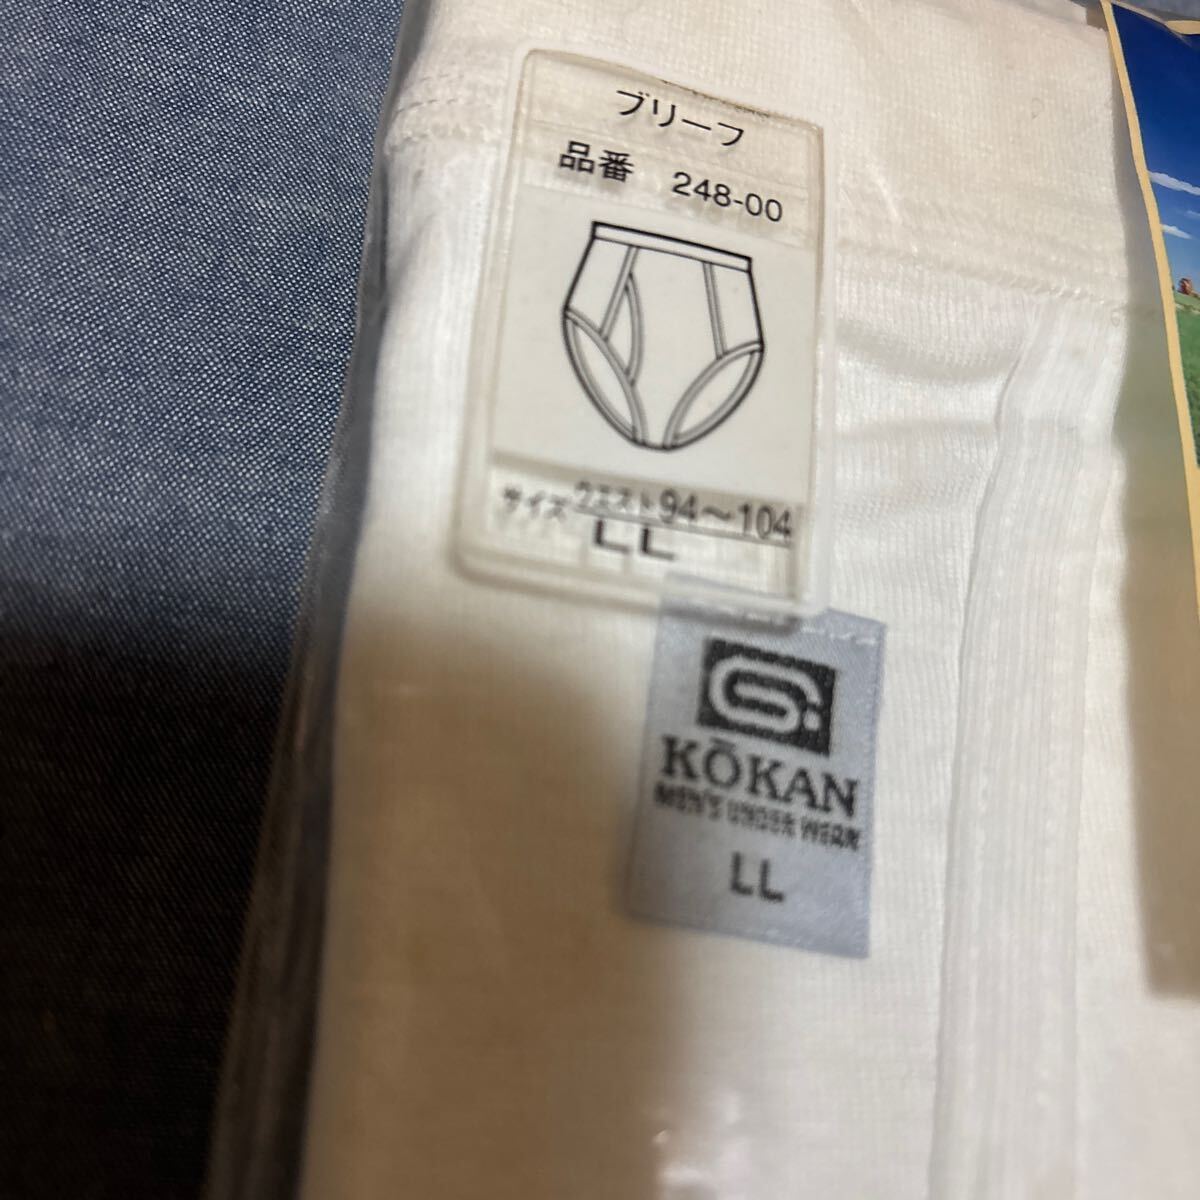 ブリーフ
品番 248-00
サイズ ウエスト94〜104
LL
KŌKAN
MEN'S UNDER WEAR
LL